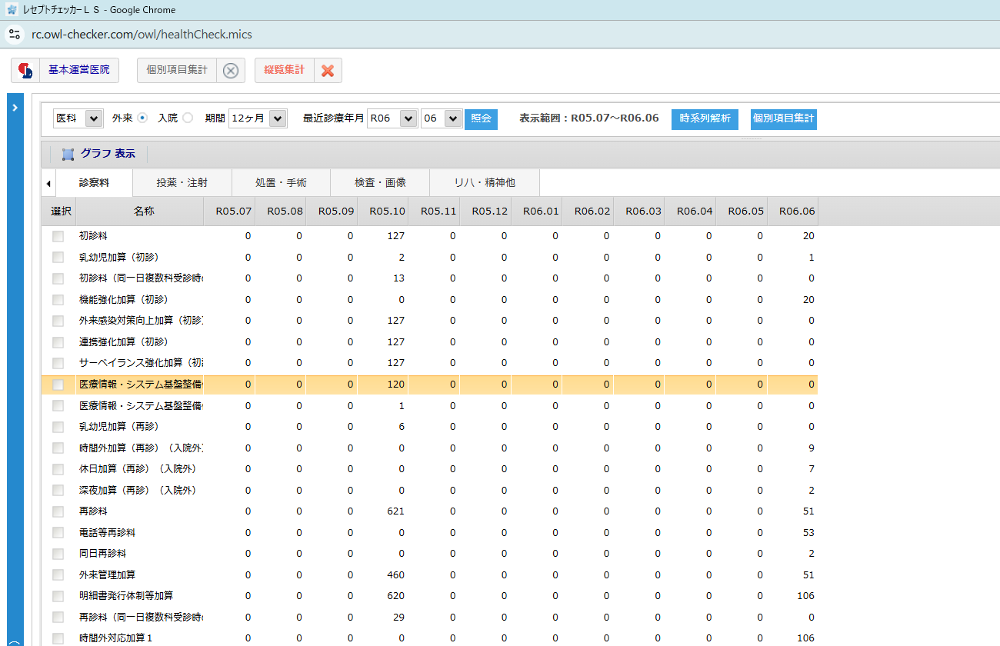 レセプトチェッカーＬＳ - Google Chrome
rc.owl-checker.com/owl/healthCheck.mics
基本運営医院 個別項目集計 縦覧集計
医科 外来 入院 期間 12ヶ月 最近診療年月 R06 06 照会 表示範囲：R05.07～R06.06 時系列解析 個別項目集計
グラフ 表示
診察料 投薬・注射 処置・手術 検査・画像 リハ・精神他
選択 名称 R05.07 R05.08 R05.09 R05.10 R05.11 R05.12 R06.01 R06.02 R06.03 R06.04 R06.05 R06.06
初診料 0 0 0 127 0 0 0 0 0 0 0 20
乳幼児加算（初診） 0 0 0 2 0 0 0 0 0 0 0 1
初診料（同一日複数科受診時の 0 0 0 13 0 0 0 0 0 0 0 0
機能強化加算（初診） 0 0 0 0 0 0 0 0 0 0 0 20
外来感染対策向上加算（初診） 0 0 0 127 0 0 0 0 0 0 0 0
連携強化加算（初診） 0 0 0 127 0 0 0 0 0 0 0 0
サーベイランス強化加算（初診 0 0 0 127 0 0 0 0 0 0 0 0
医療情報・システム基盤整備 0 0 0 120 0 0 0 0 0 0 0 0
医療情報・システム基盤整備 0 0 0 1 0 0 0 0 0 0 0 0
乳幼児加算（再診） 0 0 0 6 0 0 0 0 0 0 0 0
時間外加算（再診）（入院外） 0 0 0 0 0 0 0 0 0 0 0 9
休日加算（再診）（入院外） 0 0 0 0 0 0 0 0 0 0 0 7
深夜加算（再診）（入院外） 0 0 0 0 0 0 0 0 0 0 0 2
再診料 0 0 0 621 0 0 0 0 0 0 0 51
電話等再診料 0 0 0 0 0 0 0 0 0 0 0 53
同日再診料 0 0 0 0 0 0 0 0 0 0 0 2
外来管理加算 0 0 0 460 0 0 0 0 0 0 0 51
明細書発行体制等加算 0 0 0 620 0 0 0 0 0 0 0 106
再診料（同一日複数科受診時の 0 0 0 29 0 0 0 0 0 0 0 0
時間外対応加算１ 0 0 0 0 0 0 0 0 0 0 0 106